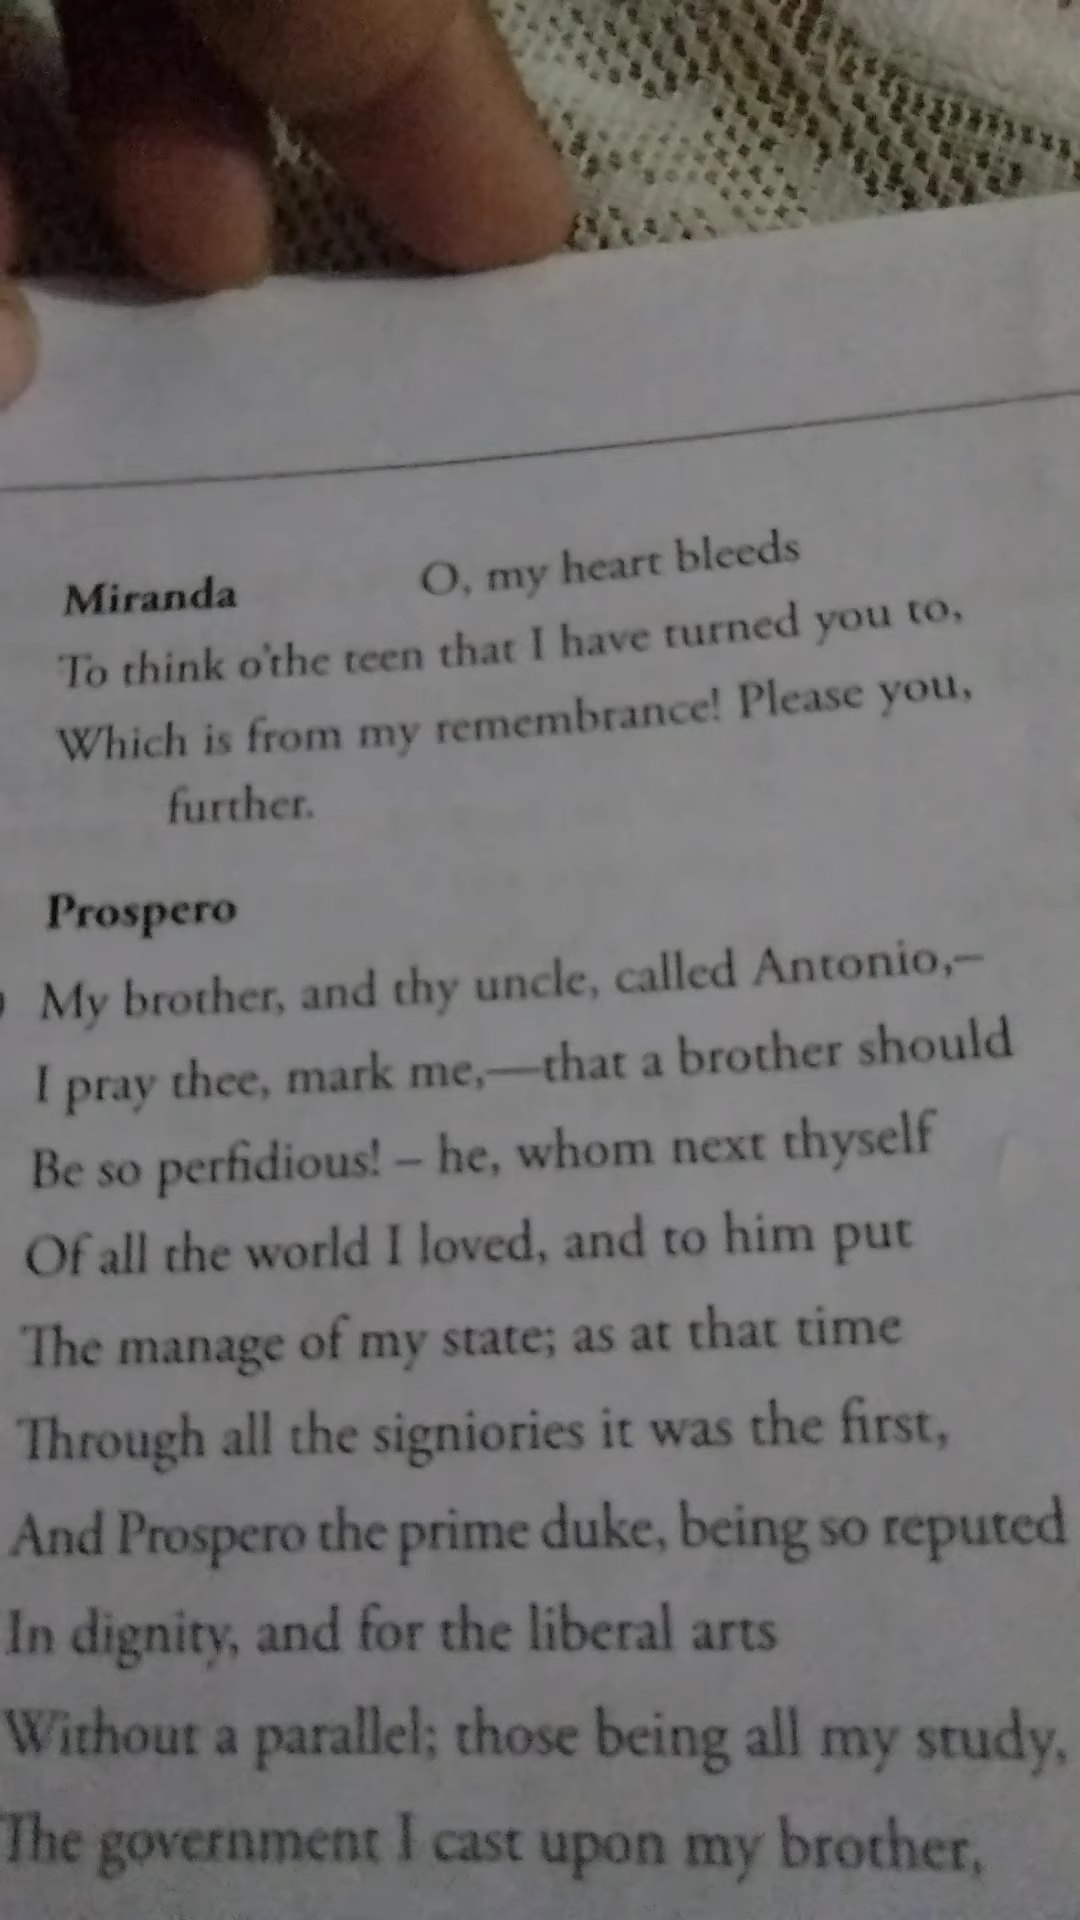 Miranda O, my heart bleeds
To think o'the teen that I have turned you to,
Which is from my remembrance! Please you,
further.
Prospero
My brother, and thy uncle, called Antonio,–
I pray thee, mark me,—that a brother should
Be so perfidious! – he, whom next thyself
Of all the world I loved, and to him put
The manage of my state; as at that time
Through all the signiories it was the first,
And Prospero the prime duke, being so reputed
In dignity, and for the liberal arts
Without a parallel; those being all my study,
The government I cast upon my brother,